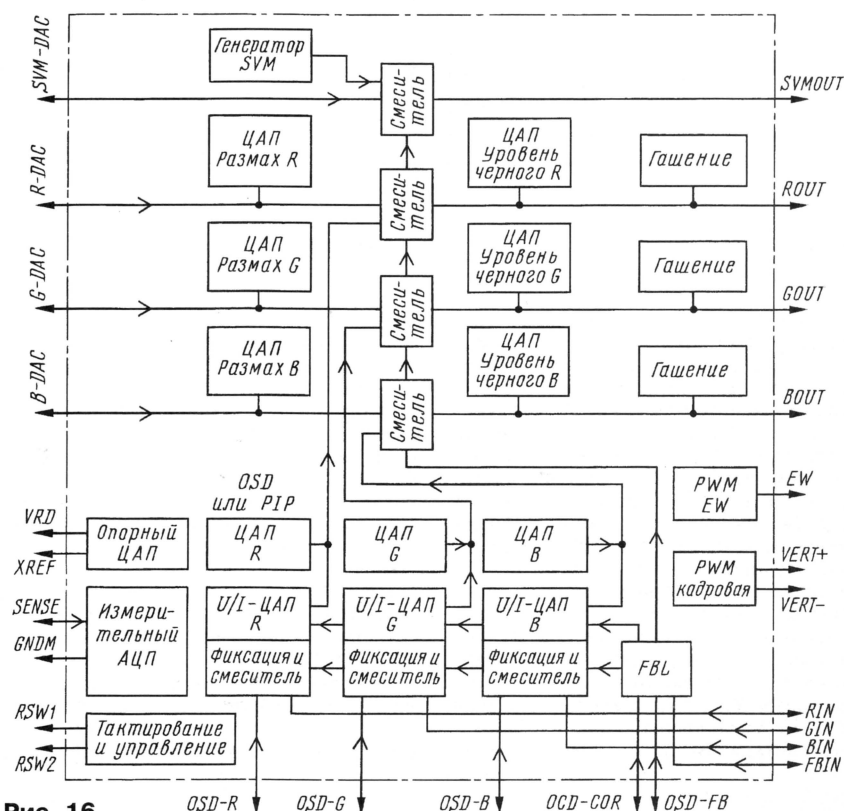 SVM-DAC
Генератор
SVM
Смеси-
тель
SVMOUT
R-DAC
ЦАП
Размах R
Смеси-
тель
ЦАП
Уровень
черного R
Гашение
ROUT
G-DAC
ЦАП
Размах G
Смеси-
тель
ЦАП
Уровень
черного G
Гашение
GOUT
B-DAC
ЦАП
Размах B
Смеси-
тель
ЦАП
Уровень
черного B
Гашение
BOUT
OSD
или PIP
PWM
EW
EW
VRD
XREF
Опорный
ЦАП
ЦАП
R
ЦАП
G
ЦАП
B
PWM
кадровая
VERT+
VERT-
SENSE
GNDM
Измери-
тельный
АЦП
U/I-ЦАП
R
Фиксация и
смеситель
U/I-ЦАП
G
Фиксация и
смеситель
U/I-ЦАП
B
Фиксация и
смеситель
FBL
RSW1
RSW2
Тактирование
и управление
RIN
GIN
BIN
FBIN
Рис. 16
OSD-R
OSD-G
OSD-B
OCD-COR
OSD-FB